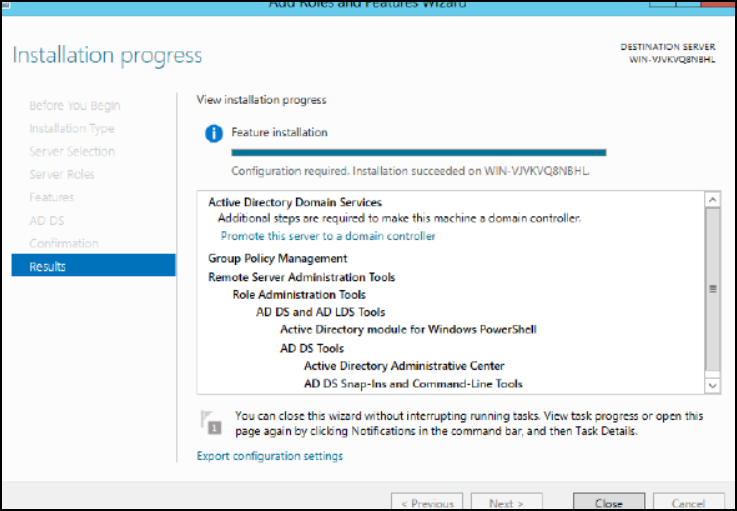 Add Roles and Features Wizard
Installation progress
DESTINATION SERVER
WIN-VJVKVQ8NBHL
Before You Begin
Installation Type
Server Selection
Server Roles
Features
AD DS
Confirmation
Results
View installation progress
Feature installation
Configuration required. Installation succeeded on WIN-VJVKVQ8NBHL.
Active Directory Domain Services
Additional steps are required to make this machine a domain controller.
Promote this server to a domain controller
Group Policy Management
Remote Server Administration Tools
Role Administration Tools
AD DS and AD LDS Tools
Active Directory module for Windows PowerShell
AD DS Tools
Active Directory Administrative Center
AD DS Snap-Ins and Command-Line Tools
1
You can close this wizard without interrupting running tasks. View task progress or open this
page again by clicking Notifications in the command bar, and then Task Details.
Export configuration settings
< Previous
Next >
Close
Cancel